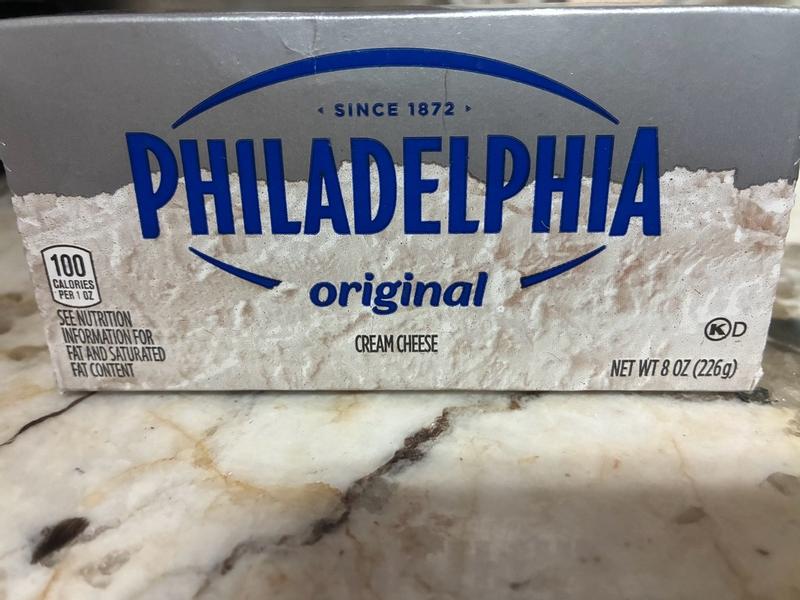 SINCE 1872
PHILADELPHIA
original
CREAM CHEESE
100
CALORIES
PER 1 OZ
SEE NUTRITION
INFORMATION FOR
FAT AND SATURATED
FAT CONTENT
K D
NET WT 8 OZ (226g)